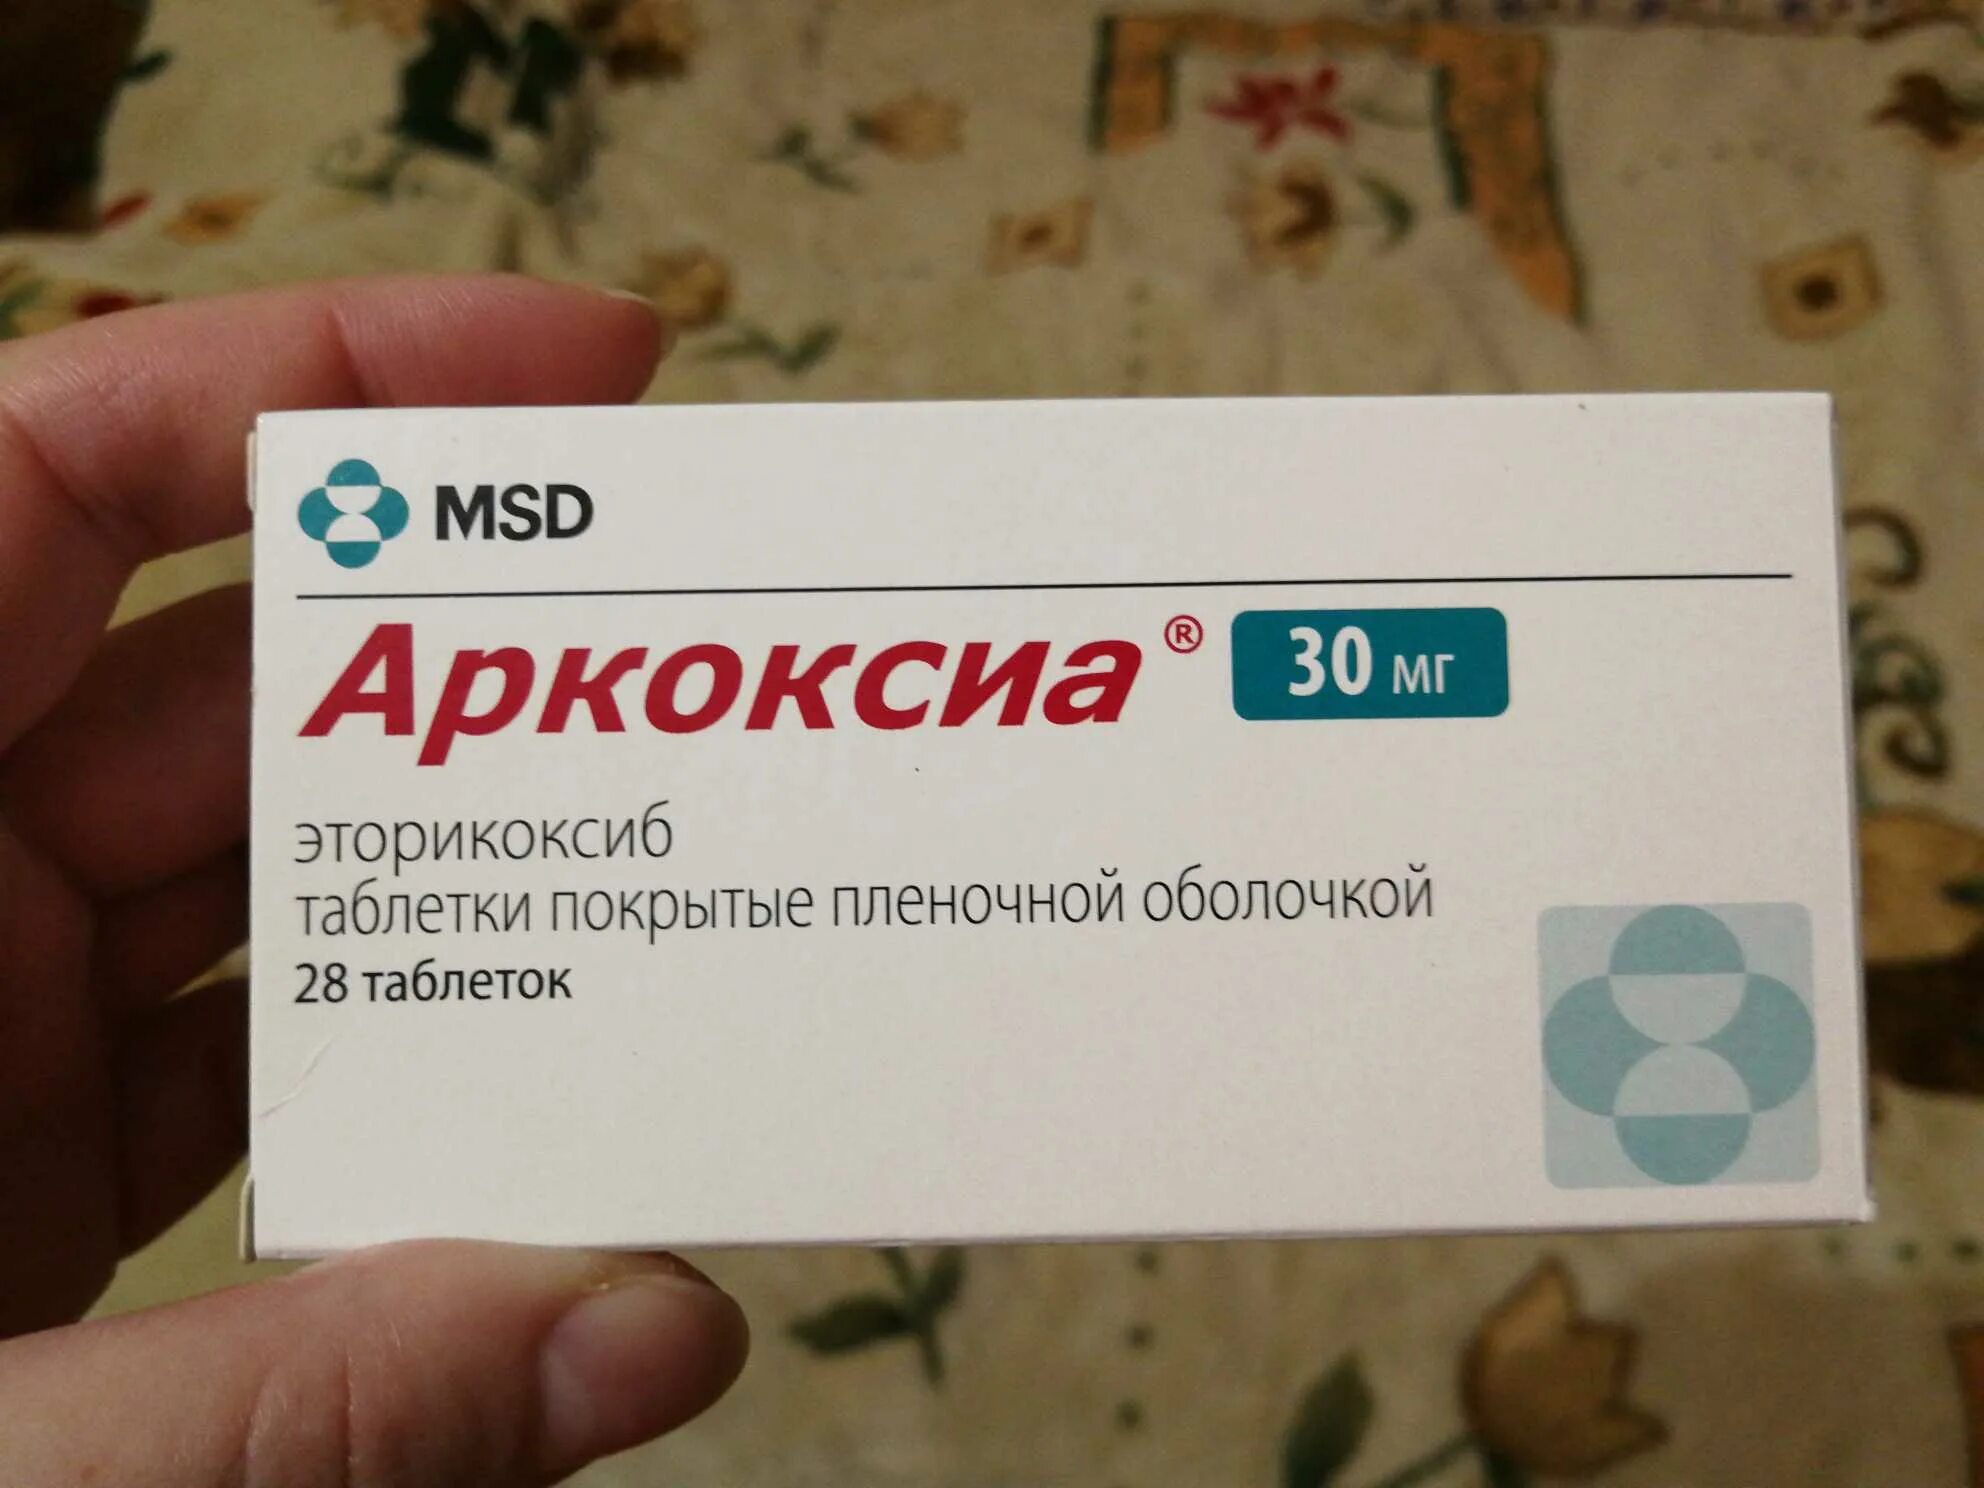 MSD
Аркоксиа® 30 мг
эторикоксиб
таблетки покрытые пленочной оболочкой
28 таблеток